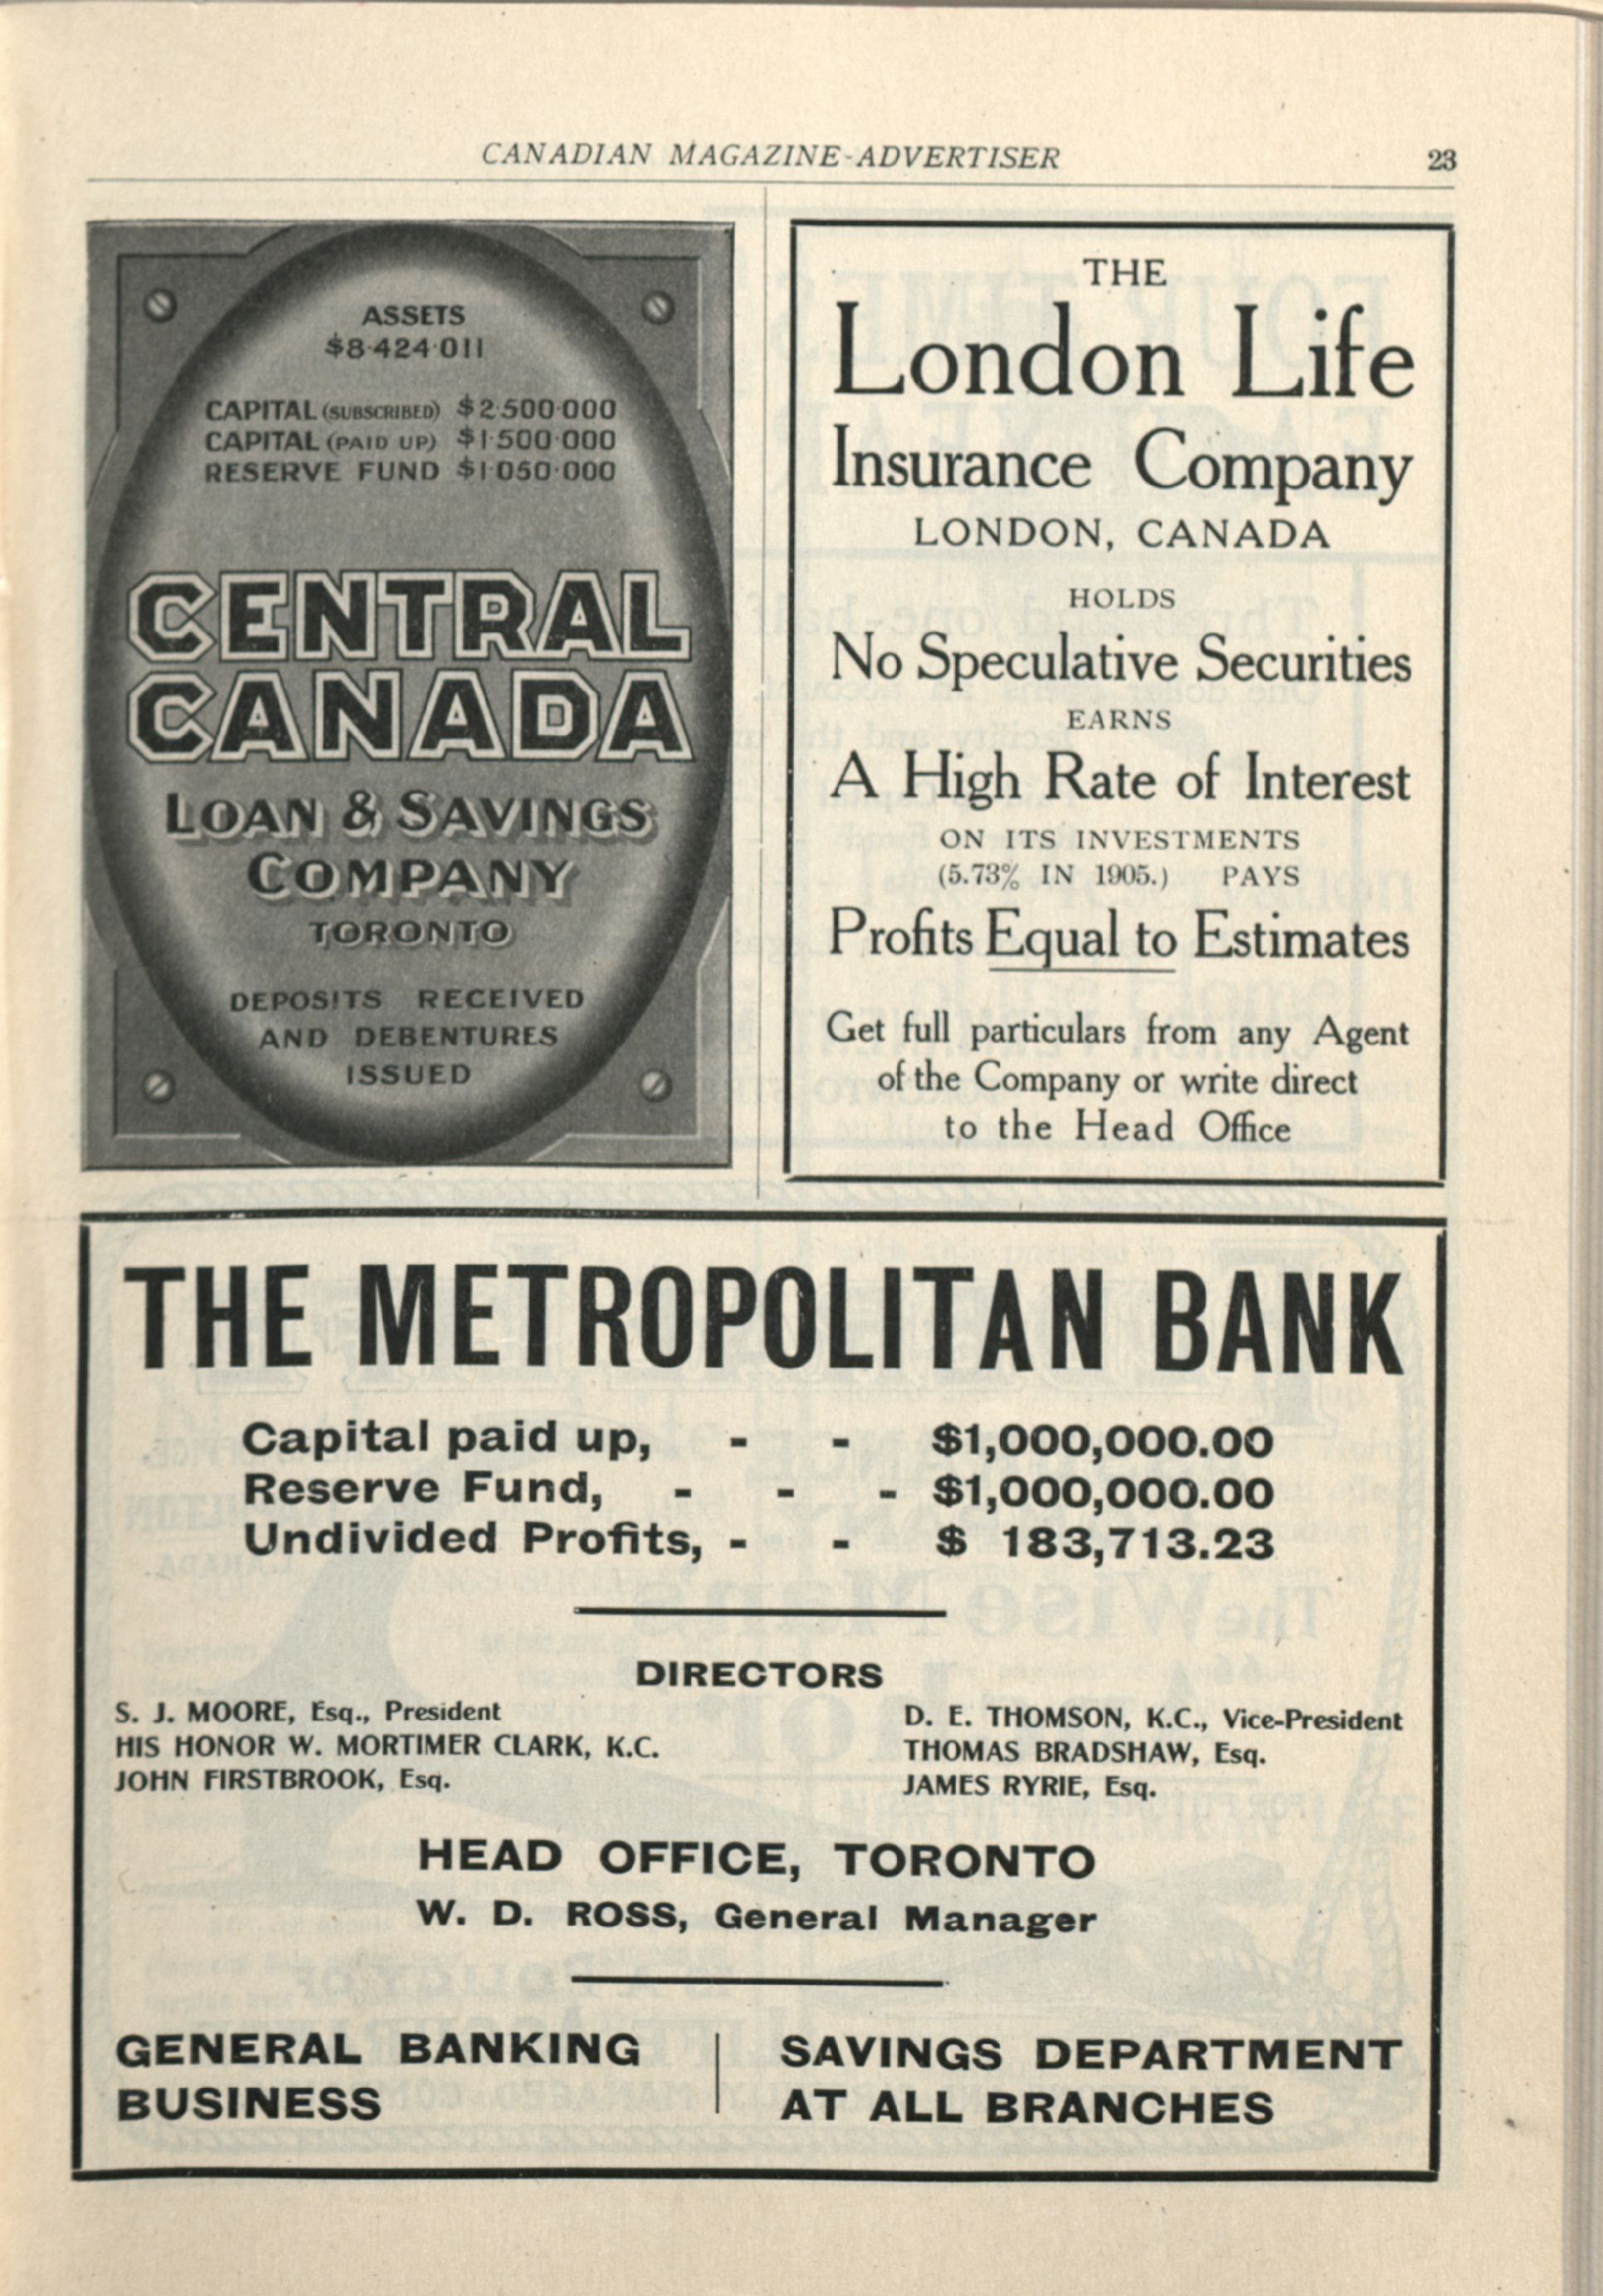 CANADIAN MAGAZINE-ADVERTISER
23
ASSETS
$8·424·011
CAPITAL (SUBSCRIBED) $2·500·000
CAPITAL (PAID UP) $1·500·000
RESERVE FUND $1·050·000
CENTRAL
CANADA
LOAN & SAVINGS
COMPANY
TORONTO
DEPOSITS RECEIVED
AND DEBENTURES
ISSUED
THE
London Life
Insurance Company
LONDON, CANADA
HOLDS
No Speculative Securities
EARNS
A High Rate of Interest
ON ITS INVESTMENTS
(5.73% IN 1905.) PAYS
Profits Equal to Estimates
Get full particulars from any Agent
of the Company or write direct
to the Head Office
THE METROPOLITAN BANK
Capital paid up, - - $1,000,000.00
Reserve Fund, - - - $1,000,000.00
Undivided Profits, - - $ 183,713.23
DIRECTORS
S. J. MOORE, Esq., President
HIS HONOR W. MORTIMER CLARK, K.C.
JOHN FIRSTBROOK, Esq.
D. E. THOMSON, K.C., Vice-President
THOMAS BRADSHAW, Esq.
JAMES RYRIE, Esq.
HEAD OFFICE, TORONTO
W. D. ROSS, General Manager
GENERAL BANKING
BUSINESS
SAVINGS DEPARTMENT
AT ALL BRANCHES